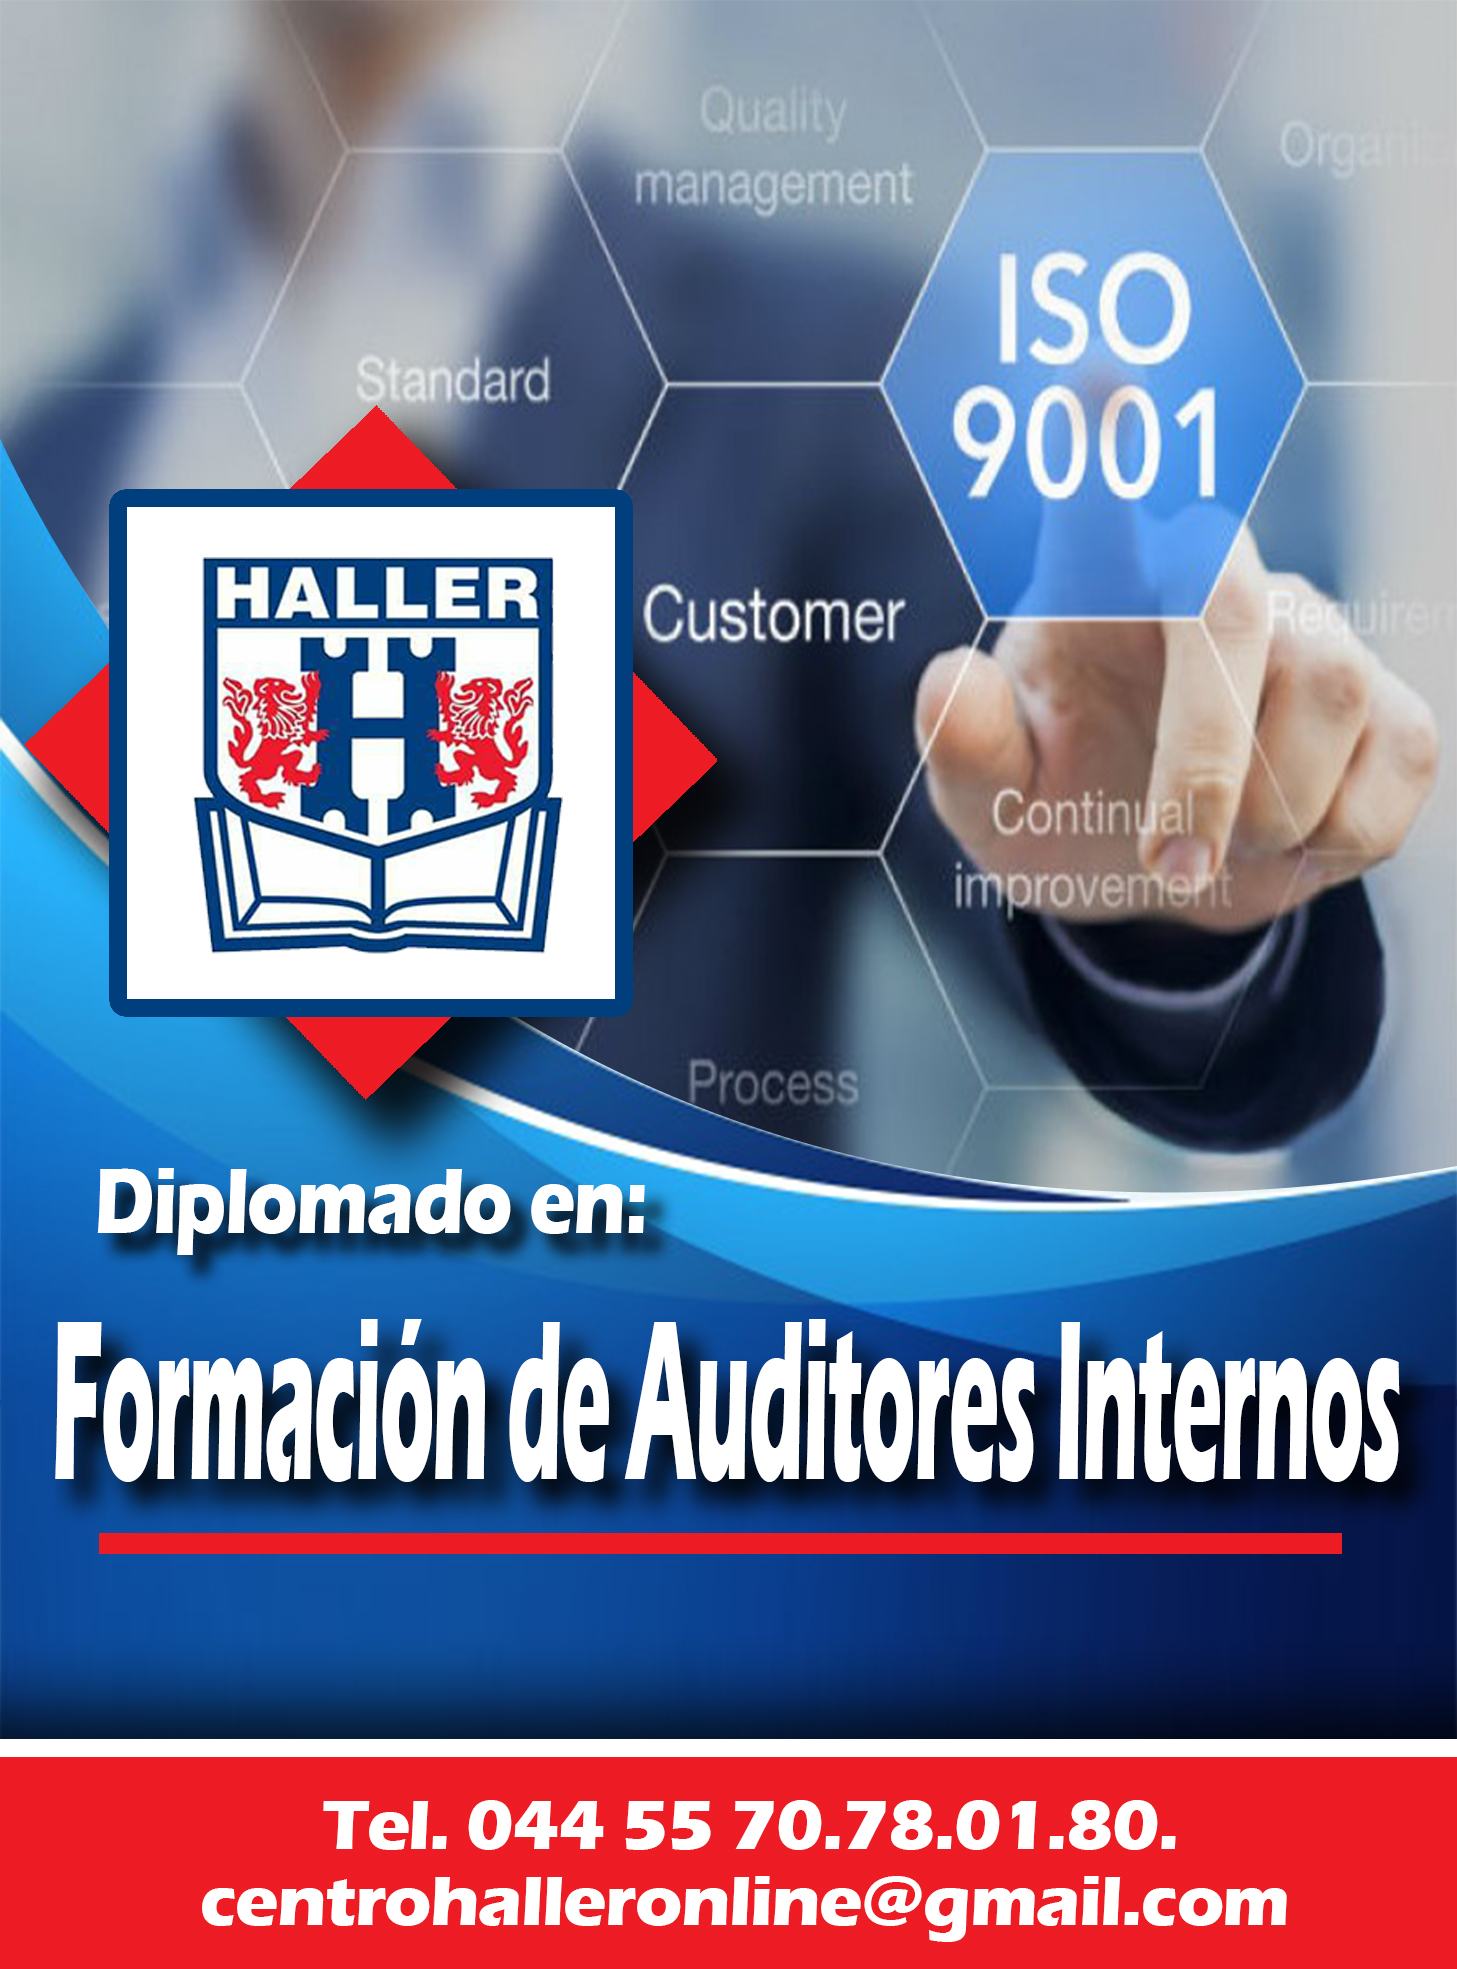 Quality
management
ISO
9001
Standard
HALLER
Customer
Continual
improvement
Process
Diplomado en:
Formación de Auditores Internos
Tel. 044 55 70.78.01.80.
centrohalleronline@gmail.com